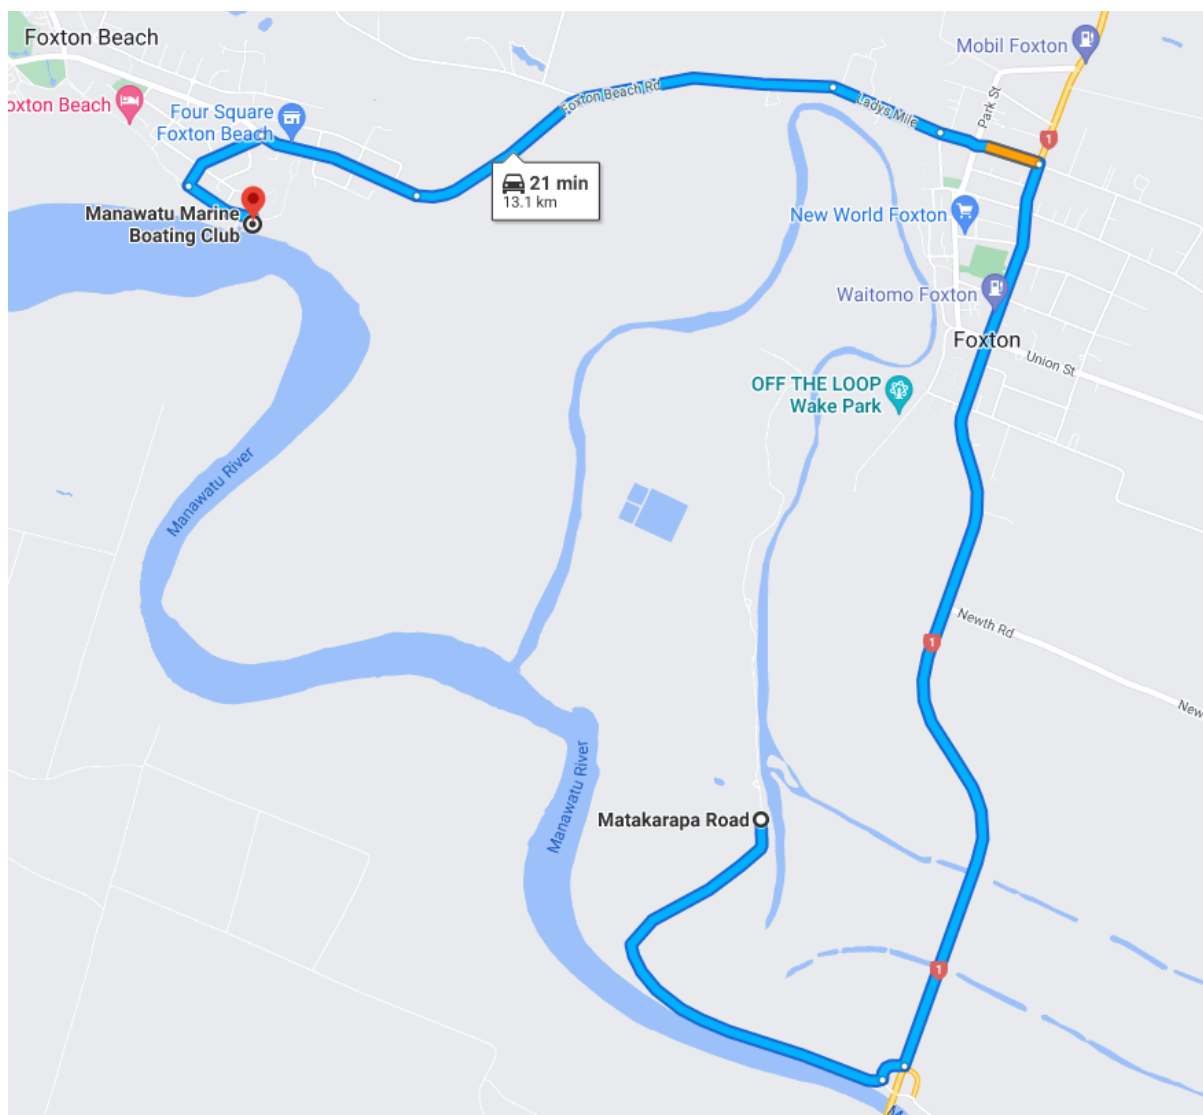 Foxton Beach
Mobil Foxton
oxton Beach
Four Square
Foxton Beach
Foxton Beach Rd
Ladys Mile
Park St
1
21 min
13.1 km
Manawatu Marine
Boating Club
New World Foxton
Waitomo Foxton
Foxton
Union St
OFF THE LOOP
Wake Park
Manawatu River
Newth Rd
1
New
Manawatu River
Matakarapa Road
1
M